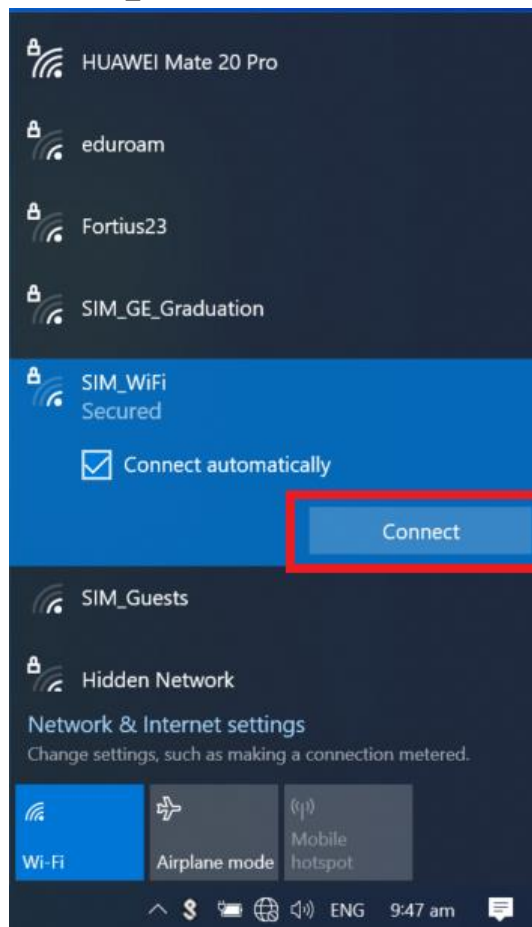 HUAWEI Mate 20 Pro
eduroam
Fortius23
SIM_GE_Graduation
SIM_WiFi
Secured
Connect automatically
Connect
SIM_Guests
Hidden Network
Network & Internet settings
Change settings, such as making a connection metered.
Wi-Fi
Airplane mode
Mobile
hotspot
ENG
9:47 am